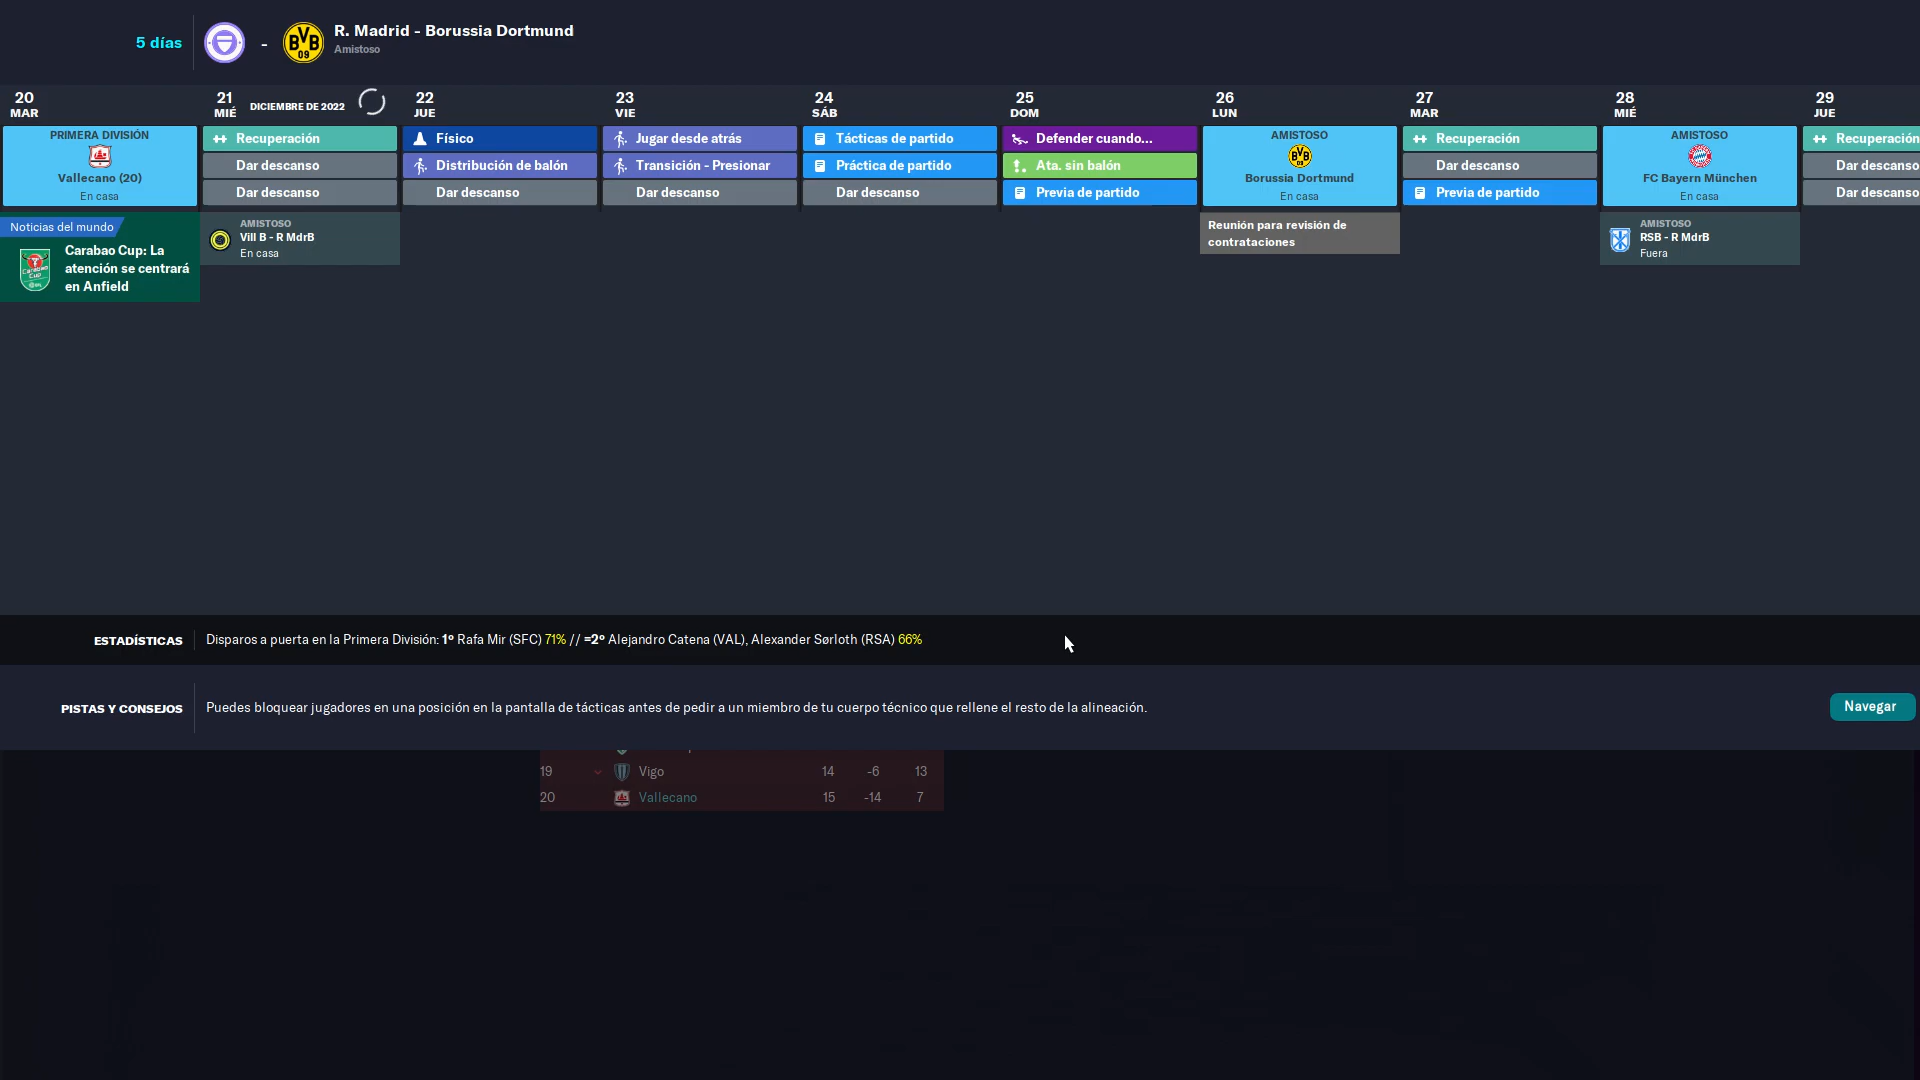 5 días
R. Madrid - Borussia Dortmund
Amistoso
20
MAR
21
MIÉ
DICIEMBRE DE 2022
22
JUE
23
VIE
24
SÁB
25
DOM
26
LUN
27
MAR
28
MIÉ
29
JUE
PRIMERA DIVISIÓN
Vallecano (20)
En casa
Recuperación
Dar descanso
Dar descanso
Físico
Distribución de balón
Dar descanso
Jugar desde atrás
Transición - Presionar
Dar descanso
Tácticas de partido
Práctica de partido
Dar descanso
Defender cuando...
Ata. sin balón
Previa de partido
AMISTOSO
Borussia Dortmund
En casa
Recuperación
Dar descanso
Previa de partido
AMISTOSO
FC Bayern München
En casa
Recuperación
Dar descanso
Dar descanso
Noticias del mundo
Carabao Cup: La
atención se centrará
en Anfield
AMISTOSO
Vill B - R MdrB
En casa
Reunión para revisión de
contrataciones
AMISTOSO
RSB - R MdrB
Fuera
ESTADÍSTICAS
Disparos a puerta en la Primera División: 1º Rafa Mir (SFC) 71% // =2º Alejandro Catena (VAL), Alexander Sørloth (RSA) 66%
PISTAS Y CONSEJOS
Puedes bloquear jugadores en una posición en la pantalla de tácticas antes de pedir a un miembro de tu cuerpo técnico que rellene el resto de la alineación.
Navegar
19 Vigo 14 -6 13
20 Vallecano 15 -14 7